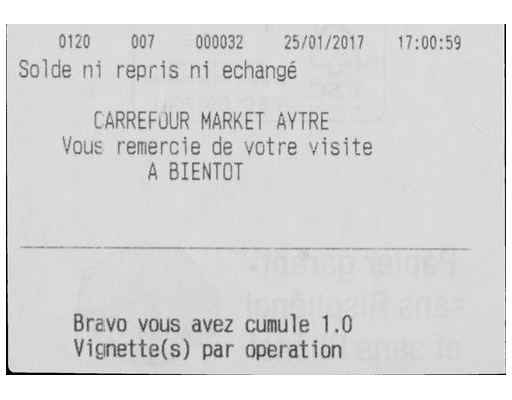 0120 007 000032 25/01/2017 17:00:59
Solde ni repris ni echangé
CARREFOUR MARKET AYTRE
Vous remercie de votre visite
A BIENTOT
Papier garanti
sans Bisphénol
et sans
Bravo vous avez cumule 1.0
Vignette(s) par operation